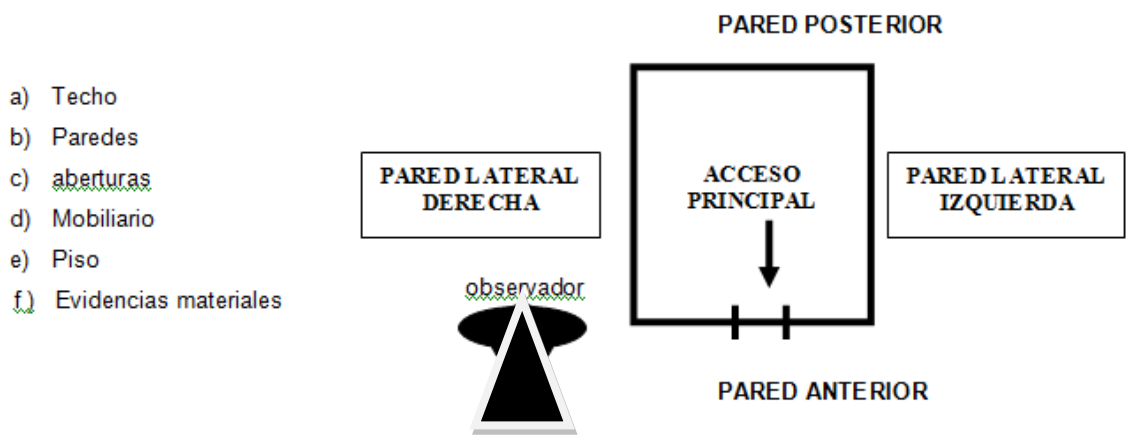 a) Techo
b) Paredes
c) aberturas
d) Mobiliario
e) Piso
f.) Evidencias materiales
PARED POSTERIOR
PARED LATERAL
DERECHA
ACCESO
PRINCIPAL
PARED LATERAL
IZQUIERDA
observador
PARED ANTERIOR